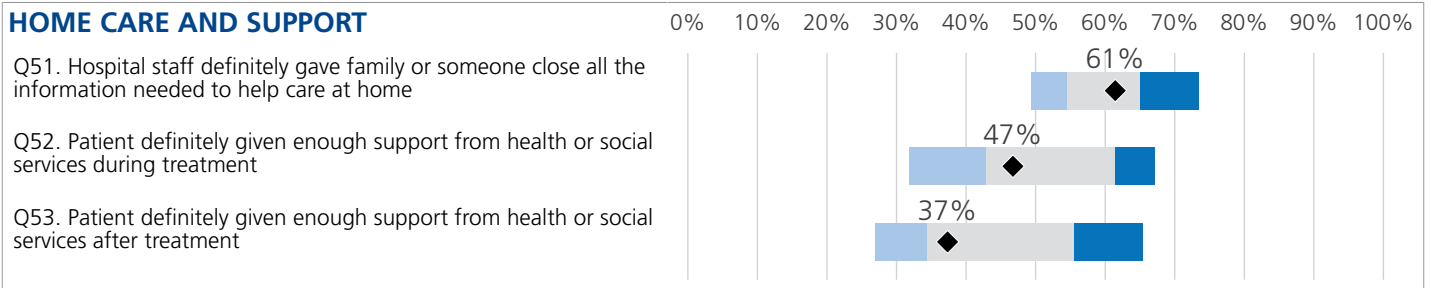 HOME CARE AND SUPPORT
0% 10% 20% 30% 40% 50% 60% 70% 80% 90% 100%
Q51. Hospital staff definitely gave family or someone close all the
information needed to help care at home
61%
Q52. Patient definitely given enough support from health or social
services during treatment
47%
Q53. Patient definitely given enough support from health or social
services after treatment
37%